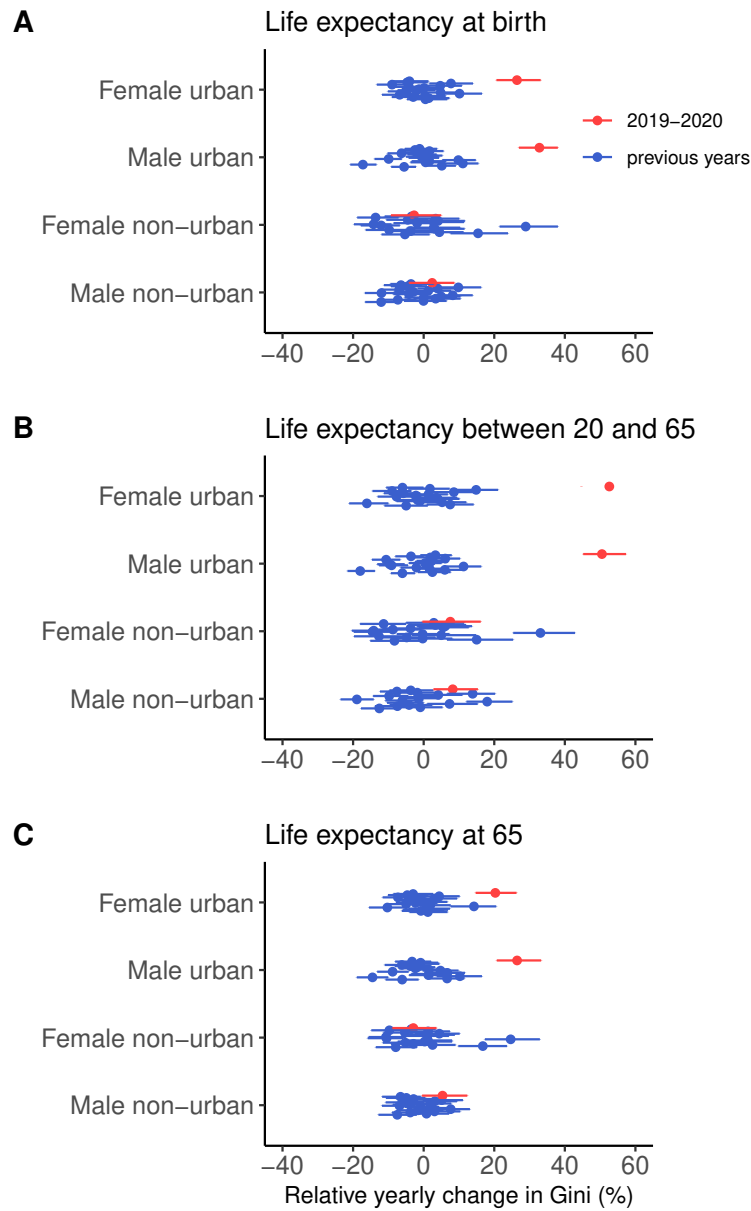 A
Life expectancy at birth
Female urban
Male urban
Female non−urban
Male non−urban
2019−2020
previous years
−40 −20 0 20 40 60
B
Life expectancy between 20 and 65
Female urban
Male urban
Female non−urban
Male non−urban
−40 −20 0 20 40 60
C
Life expectancy at 65
Female urban
Male urban
Female non−urban
Male non−urban
−40 −20 0 20 40 60
Relative yearly change in Gini (%)